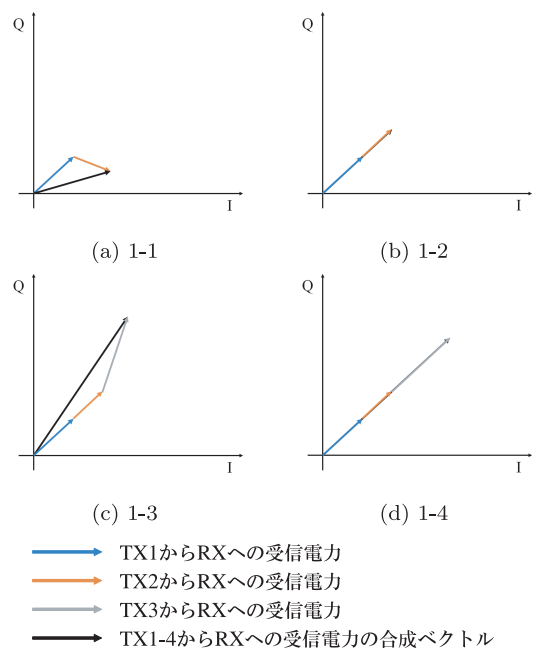 Q
I
(a) 1-1
Q
I
(b) 1-2
Q
I
(c) 1-3
Q
I
(d) 1-4
TX1からRXへの受信電力
TX2からRXへの受信電力
TX3からRXへの受信電力
TX1-4からRXへの受信電力の合成ベクトル